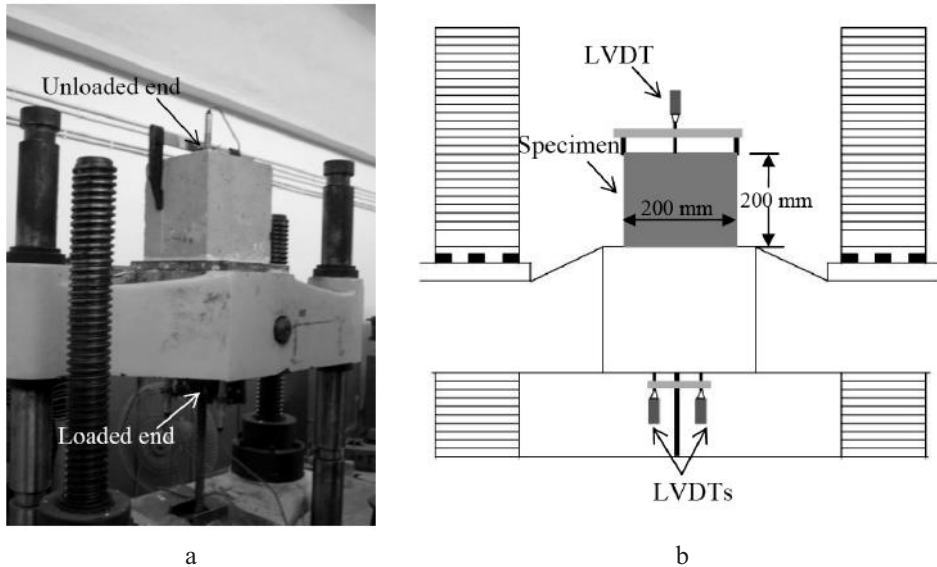 Unloaded end
Loaded end
a
LVDT
Specimen
200 mm
200 mm
LVDTs
b